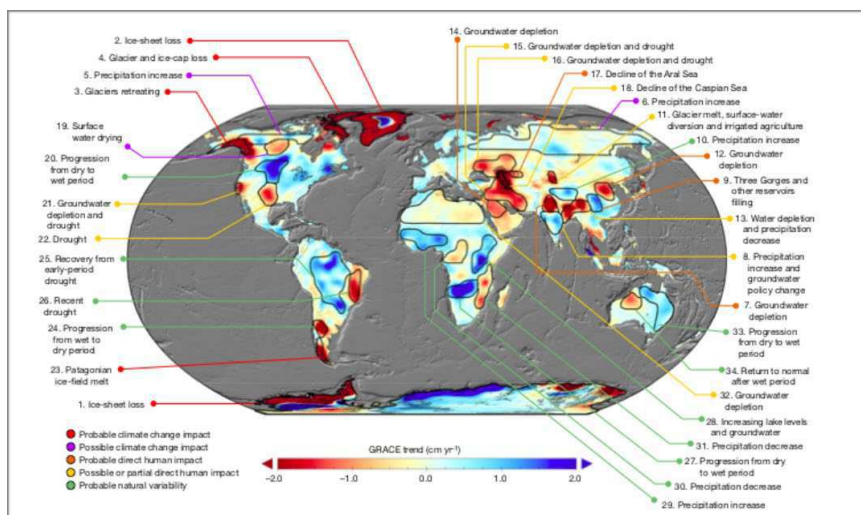 14. Groundwater depletion
2. Ice-sheet loss
15. Groundwater depletion and drought
4. Glacier and ice-cap loss
16. Groundwater depletion and drought
5. Precipitation increase
17. Decline of the Aral Sea
3. Glaciers retreating
18. Decline of the Caspian Sea
6. Precipitation increase
11. Glacier melt, surface-water
diversion and irrigated agriculture
19. Surface
water drying
10. Precipitation increase
20. Progression
from dry to
wet period
12. Groundwater
depletion
9. Three Gorges and
other reservoirs
filling
21. Groundwater
depletion and
drought
13. Water depletion
and precipitation
decrease
22. Drought
25. Recovery from
early-period
drought
8. Precipitation
increase and
groundwater
policy change
26. Recent
drought
7. Groundwater
depletion
24. Progression
from wet to
dry period
33. Progression
from dry to wet
period
23. Patagonian
ice-field melt
34. Return to normal
after wet period
1. Ice-sheet loss
32. Groundwater
depletion
28. Increasing lake levels
and groundwater
31. Precipitation decrease
27. Progression from dry
to wet period
30. Precipitation decrease
29. Precipitation increase
Probable climate change impact
Possible climate change impact
Probable direct human impact
Possible or partial direct human impact
Probable natural variability
GRACE trend (cm yr⁻¹)
−2.0 −1.0 0.0 1.0 2.0